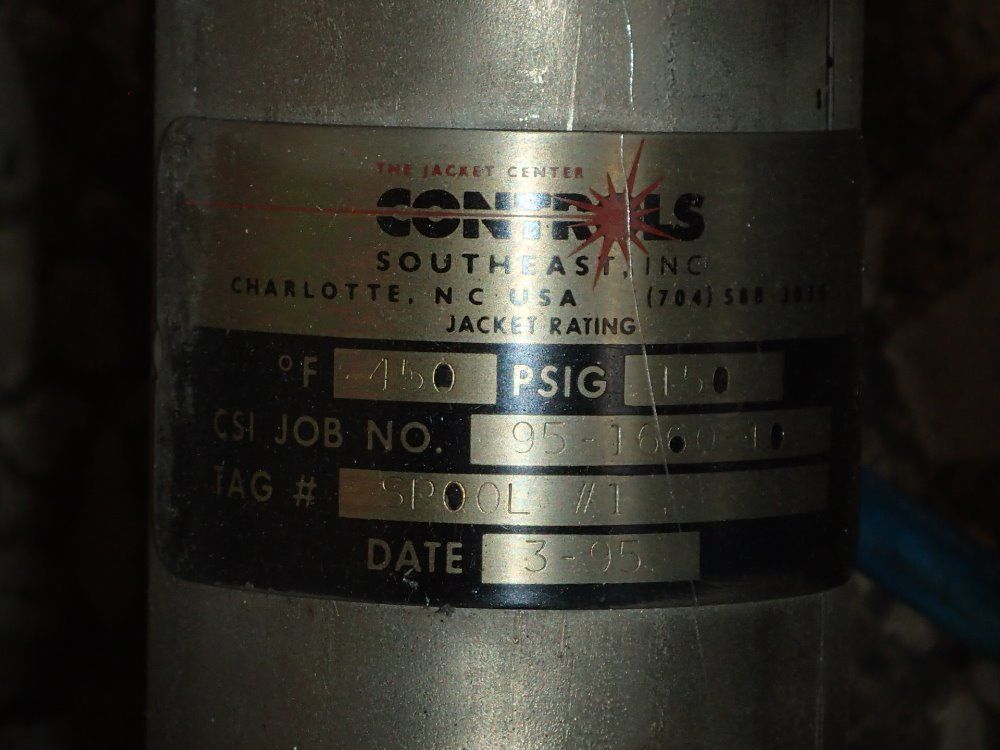 THE JACKET CENTER
CONTROLS
SOUTHEAST, INC
CHARLOTTE, NC USA (704) 588
JACKET RATING
°F 450 PSIG 150
CSI JOB NO. 95-1660-10
TAG # SPOOL #1
DATE 3-95